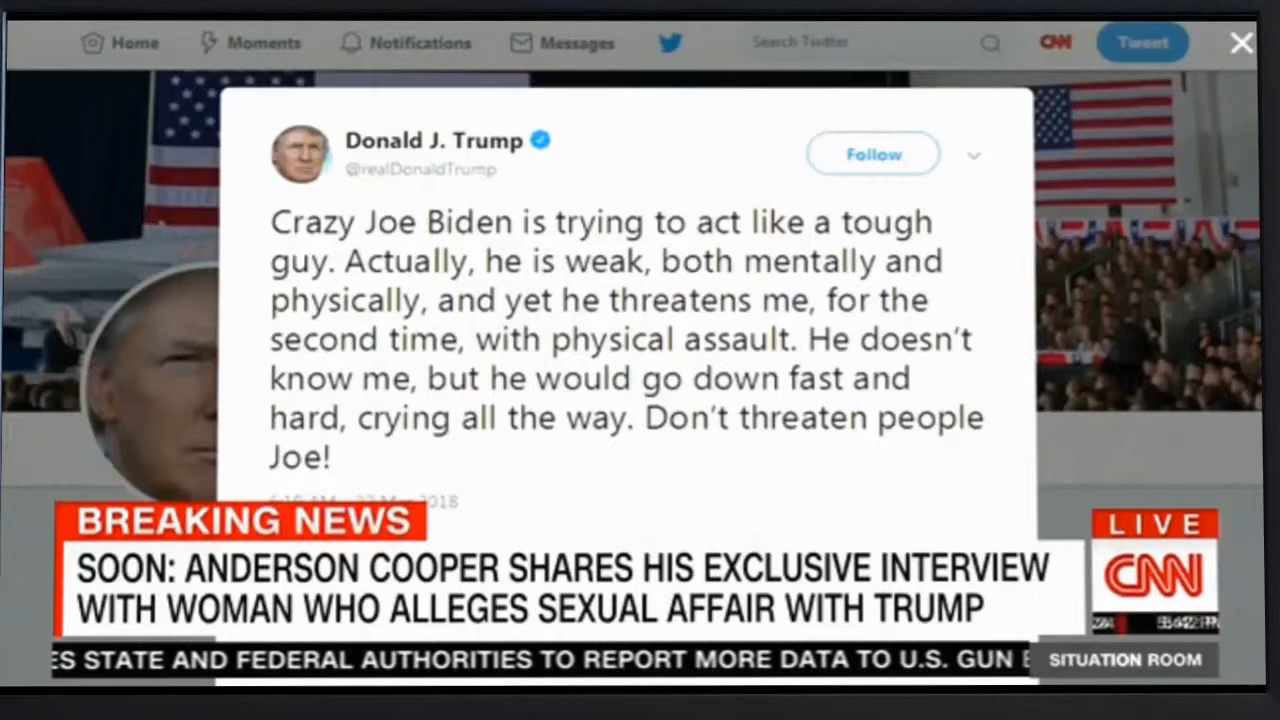 Home Moments Notifications Messages Search Twitter CNN Tweet
Donald J. Trump
@realDonaldTrump
Follow
Crazy Joe Biden is trying to act like a tough
guy. Actually, he is weak, both mentally and
physically, and yet he threatens me, for the
second time, with physical assault. He doesn't
know me, but he would go down fast and
hard, crying all the way. Don't threaten people
Joe!
2018
BREAKING NEWS
SOON: ANDERSON COOPER SHARES HIS EXCLUSIVE INTERVIEW
WITH WOMAN WHO ALLEGES SEXUAL AFFAIR WITH TRUMP
LIVE
CNN
ES STATE AND FEDERAL AUTHORITIES TO REPORT MORE DATA TO U.S. GUN
SITUATION ROOM